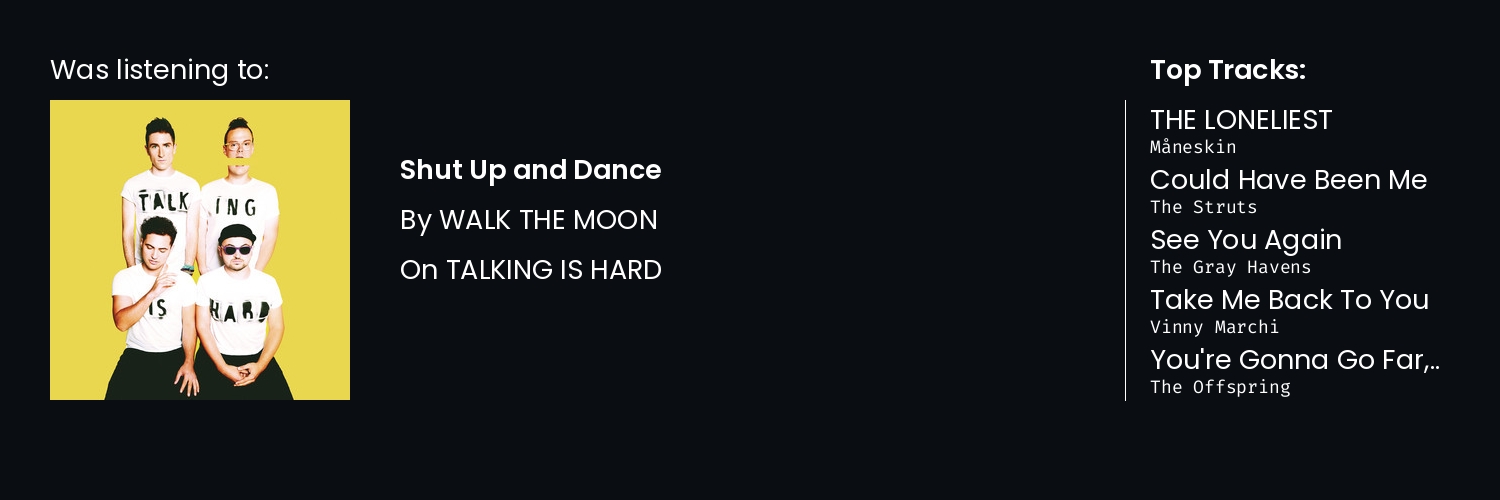 Was listening to:
TALK ING
IS HARD
Shut Up and Dance
By WALK THE MOON
On TALKING IS HARD
Top Tracks:
THE LONELIEST
Måneskin
Could Have Been Me
The Struts
See You Again
The Gray Havens
Take Me Back To You
Vinny Marchi
You're Gonna Go Far,..
The Offspring